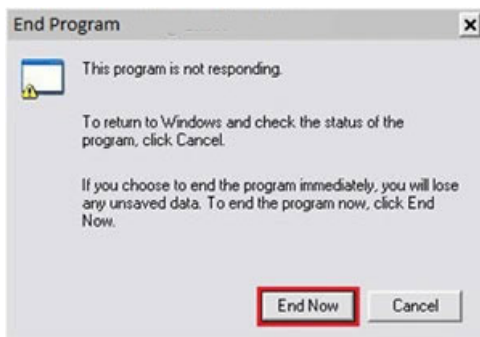 End Program
This program is not responding.
To return to Windows and check the status of the
program, click Cancel.
If you choose to end the program immediately, you will lose
any unsaved data. To end the program now, click End
Now.
End Now
Cancel